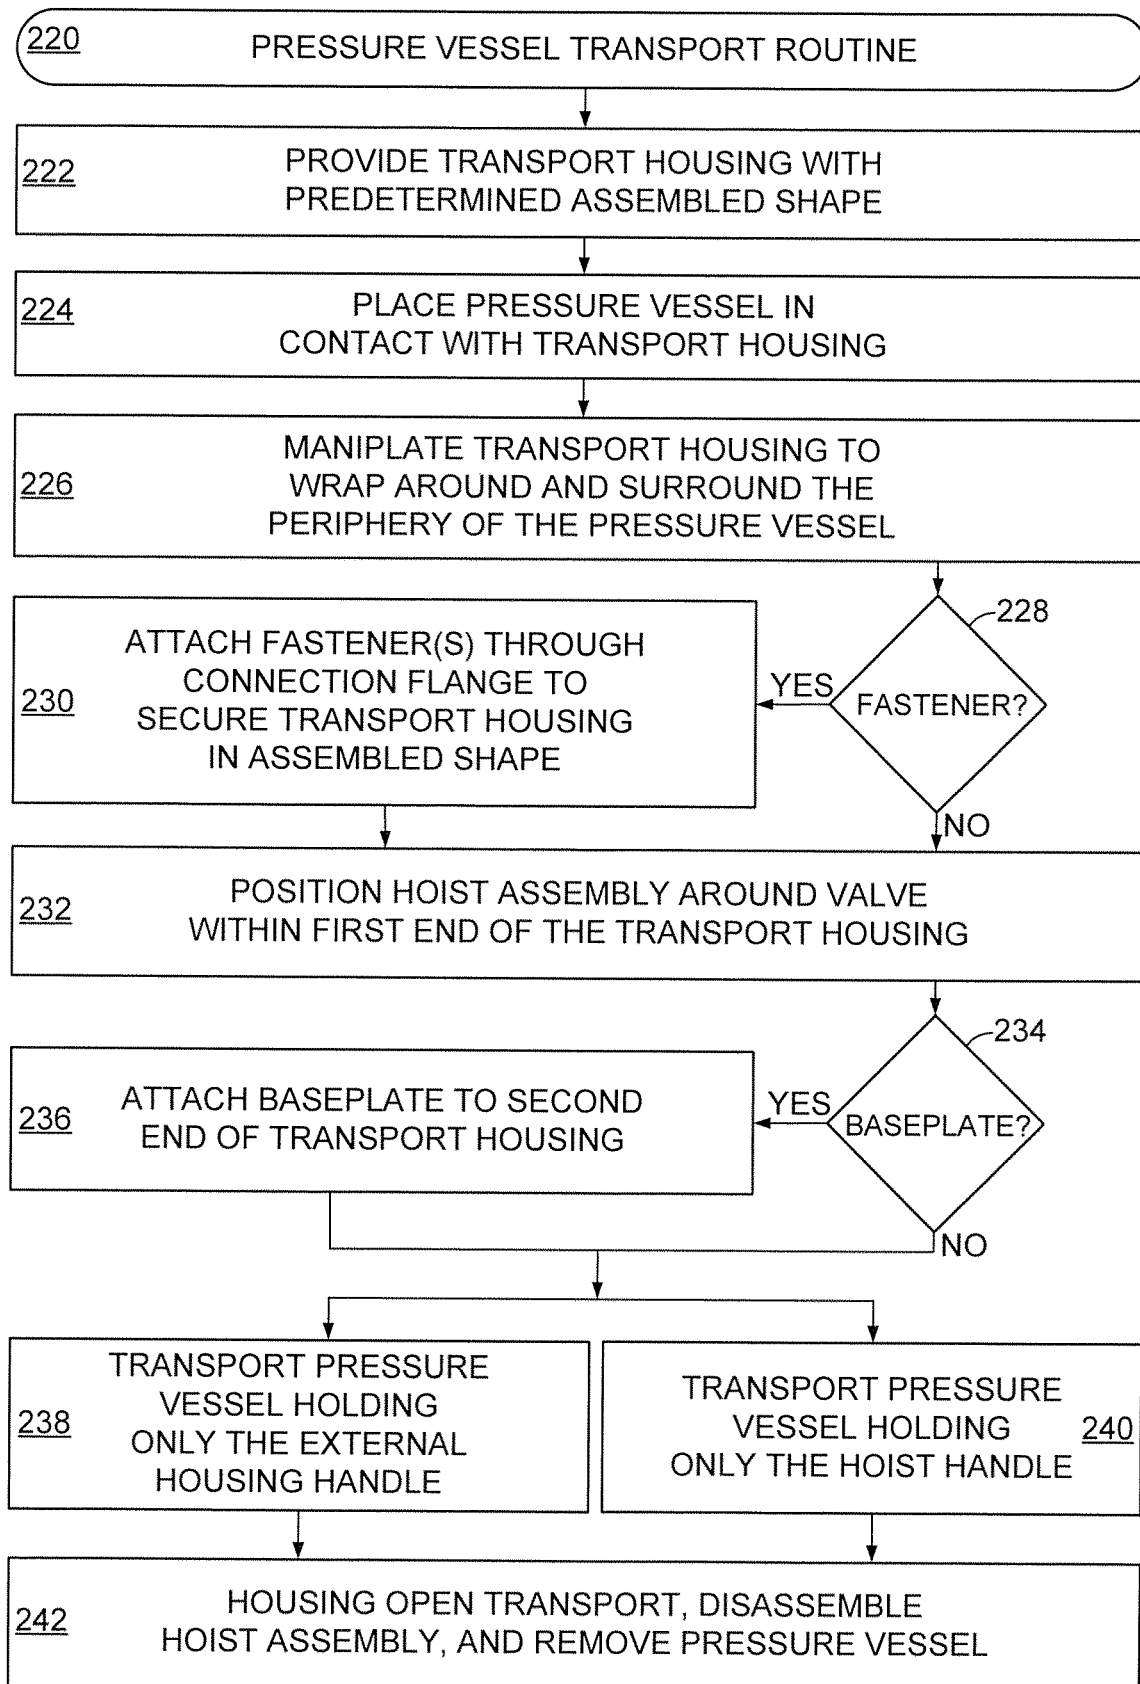 220
PRESSURE VESSEL TRANSPORT ROUTINE
222
PROVIDE TRANSPORT HOUSING WITH
PREDETERMINED ASSEMBLED SHAPE
224
PLACE PRESSURE VESSEL IN
CONTACT WITH TRANSPORT HOUSING
226
MANIPLATE TRANSPORT HOUSING TO
WRAP AROUND AND SURROUND THE
PERIPHERY OF THE PRESSURE VESSEL
228
FASTENER?
YES
NO
230
ATTACH FASTENER(S) THROUGH
CONNECTION FLANGE TO
SECURE TRANSPORT HOUSING
IN ASSEMBLED SHAPE
232
POSITION HOIST ASSEMBLY AROUND VALVE
WITHIN FIRST END OF THE TRANSPORT HOUSING
234
BASEPLATE?
YES
NO
236
ATTACH BASEPLATE TO SECOND
END OF TRANSPORT HOUSING
238
TRANSPORT PRESSURE
VESSEL HOLDING
ONLY THE EXTERNAL
HOUSING HANDLE
TRANSPORT PRESSURE
VESSEL HOLDING
ONLY THE HOIST HANDLE
240
242
HOUSING OPEN TRANSPORT, DISASSEMBLE
HOIST ASSEMBLY, AND REMOVE PRESSURE VESSEL